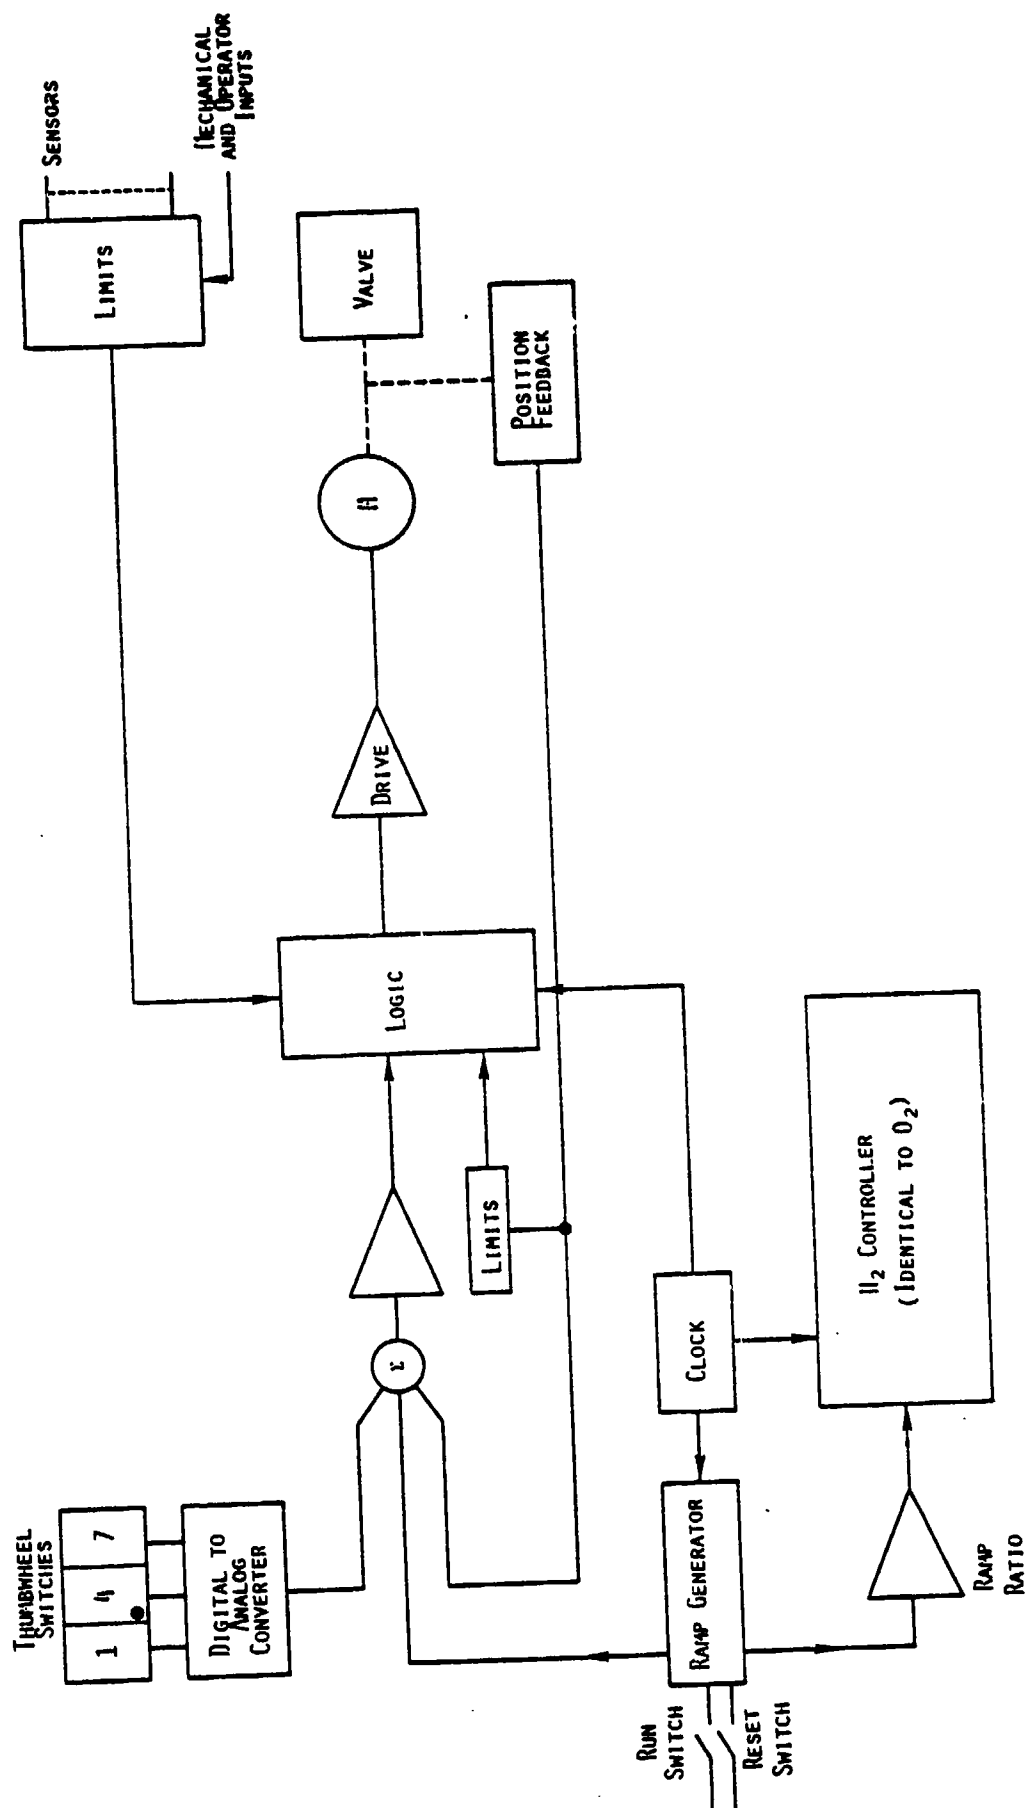 THUMBWHEEL
SWITCHES
1 4 7
DIGITAL TO
ANALOG
CONVERTER
Σ
LIMITS
LOGIC
DRIVE
M
VALVE
POSITION
FEEDBACK
LIMITS
SENSORS
MECHANICAL
AND OPERATOR
INPUTS
RUN
SWITCH
RESET
SWITCH
RAMP GENERATOR
CLOCK
RAMP
RATIO
H₂ CONTROLLER
(IDENTICAL TO O₂)